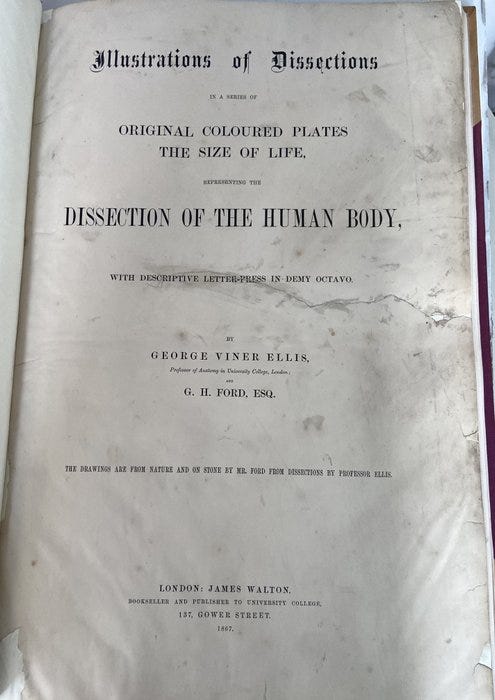 Illustrations of Dissections
IN A SERIES OF
ORIGINAL COLOURED PLATES
THE SIZE OF LIFE,
REPRESENTING THE
DISSECTION OF THE HUMAN BODY,
WITH DESCRIPTIVE LETTER-PRESS IN DEMY OCTAVO.
BY
GEORGE VINER ELLIS,
Professor of Anatomy in University College, London;
AND
G. H. FORD, ESQ.
THE DRAWINGS ARE FROM NATURE AND ON STONE BY MR. FORD FROM DISSECTIONS BY PROFESSOR ELLIS.
LONDON: JAMES WALTON,
BOOKSELLER AND PUBLISHER TO UNIVERSITY COLLEGE,
137, GOWER STREET.
1867.